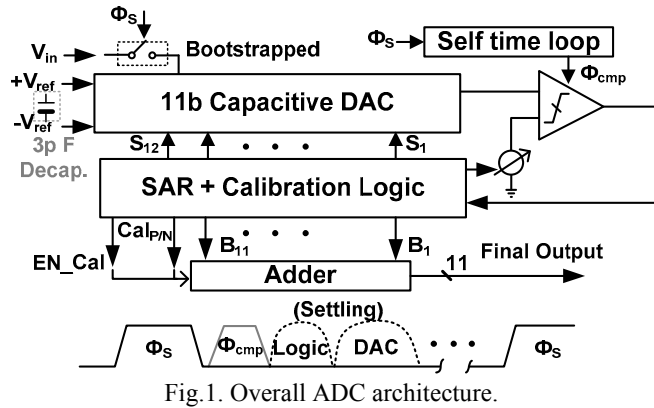 Φs
Vin
Bootstrapped
Φs
Self time loop
+Vref
Φcmp
11b Capacitive DAC
-Vref
3p F
Decap.
S12
S1
SAR + Calibration Logic
CalP/N
B11
B1
EN_Cal
Adder
11
Final Output
(Settling)
Φs
Φcmp
Logic
DAC
Φs
Fig.1. Overall ADC architecture.